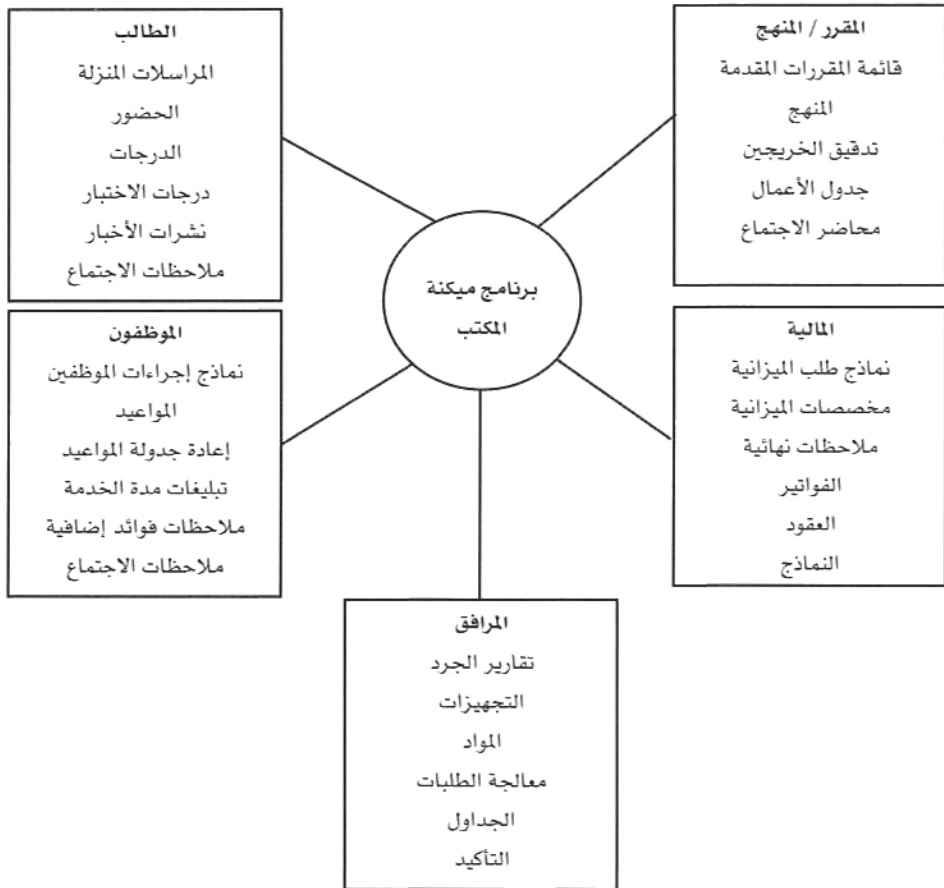 المقرر / المنهج
قائمة المقررات المقدمة
المنهج
تدقيق الخريجين
جدول الأعمال
محاضر الاجتماع
الطالب
المراسلات المنزلة
الحضور
الدرجات
درجات الاختبار
نشرات الأخبار
ملاحظات الاجتماع
برنامج ميكنة
المكتب
المالية
نماذج طلب الميزانية
مخصصات الميزانية
ملاحظات نهائية
الفواتير
العقود
النماذج
الموظفون
نماذج إجراءات الموظفين
المواعيد
إعادة جدولة المواعيد
تبليغات مدة الخدمة
ملاحظات فوائد إضافية
ملاحظات الاجتماع
المرافق
تقارير الجرد
التجهيزات
المواد
معالجة الطلبات
الجداول
التأكيد